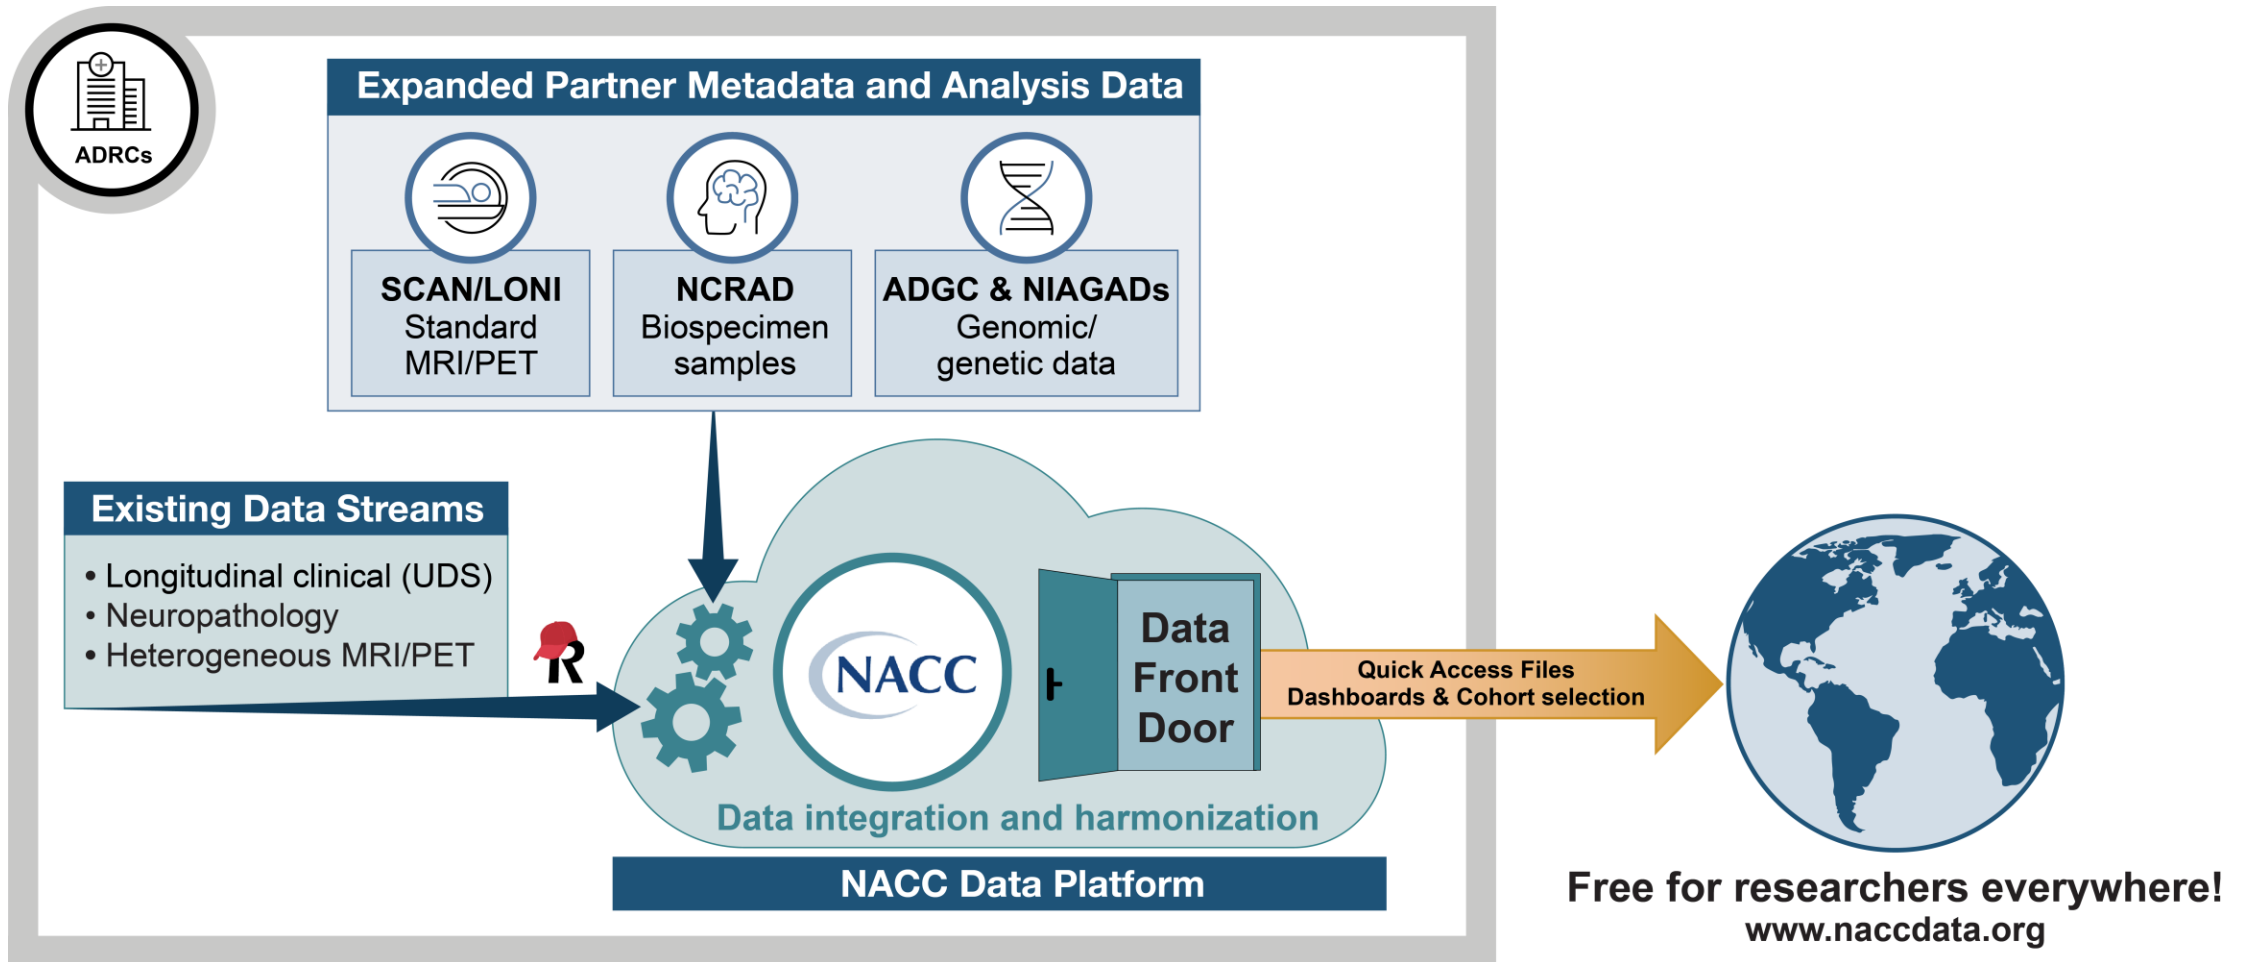 ADRCs
Expanded Partner Metadata and Analysis Data
SCAN/LONI
Standard
MRI/PET
NCRAD
Biospecimen
samples
ADGC & NIAGADs
Genomic/
genetic data
Existing Data Streams
• Longitudinal clinical (UDS)
• Neuropathology
• Heterogeneous MRI/PET
R
NACC
Data
Front
Door
Quick Access Files
Dashboards & Cohort selection
Data integration and harmonization
NACC Data Platform
Free for researchers everywhere!
www.naccdata.org